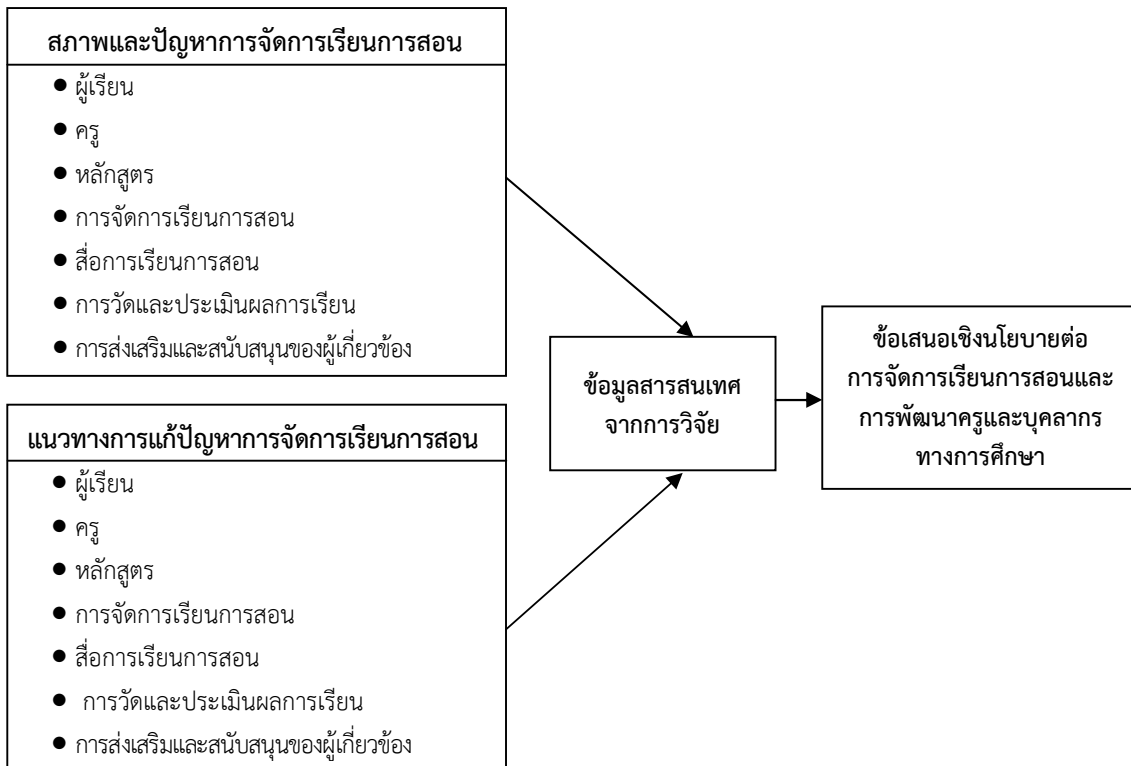 สภาพและปัญหาการจัดการเรียนการสอน
● ผู้เรียน
● ครู
● หลักสูตร
● การจัดการเรียนการสอน
● สื่อการเรียนการสอน
● การวัดและประเมินผลการเรียน
● การส่งเสริมและสนับสนุนของผู้เกี่ยวข้อง
แนวทางการแก้ปัญหาการจัดการเรียนการสอน
● ผู้เรียน
● ครู
● หลักสูตร
● การจัดการเรียนการสอน
● สื่อการเรียนการสอน
● การวัดและประเมินผลการเรียน
● การส่งเสริมและสนับสนุนของผู้เกี่ยวข้อง
ข้อมูลสารสนเทศ
จากการวิจัย
ข้อเสนอเชิงนโยบายต่อ
การจัดการเรียนการสอนและ
การพัฒนาครูและบุคลากร
ทางการศึกษา